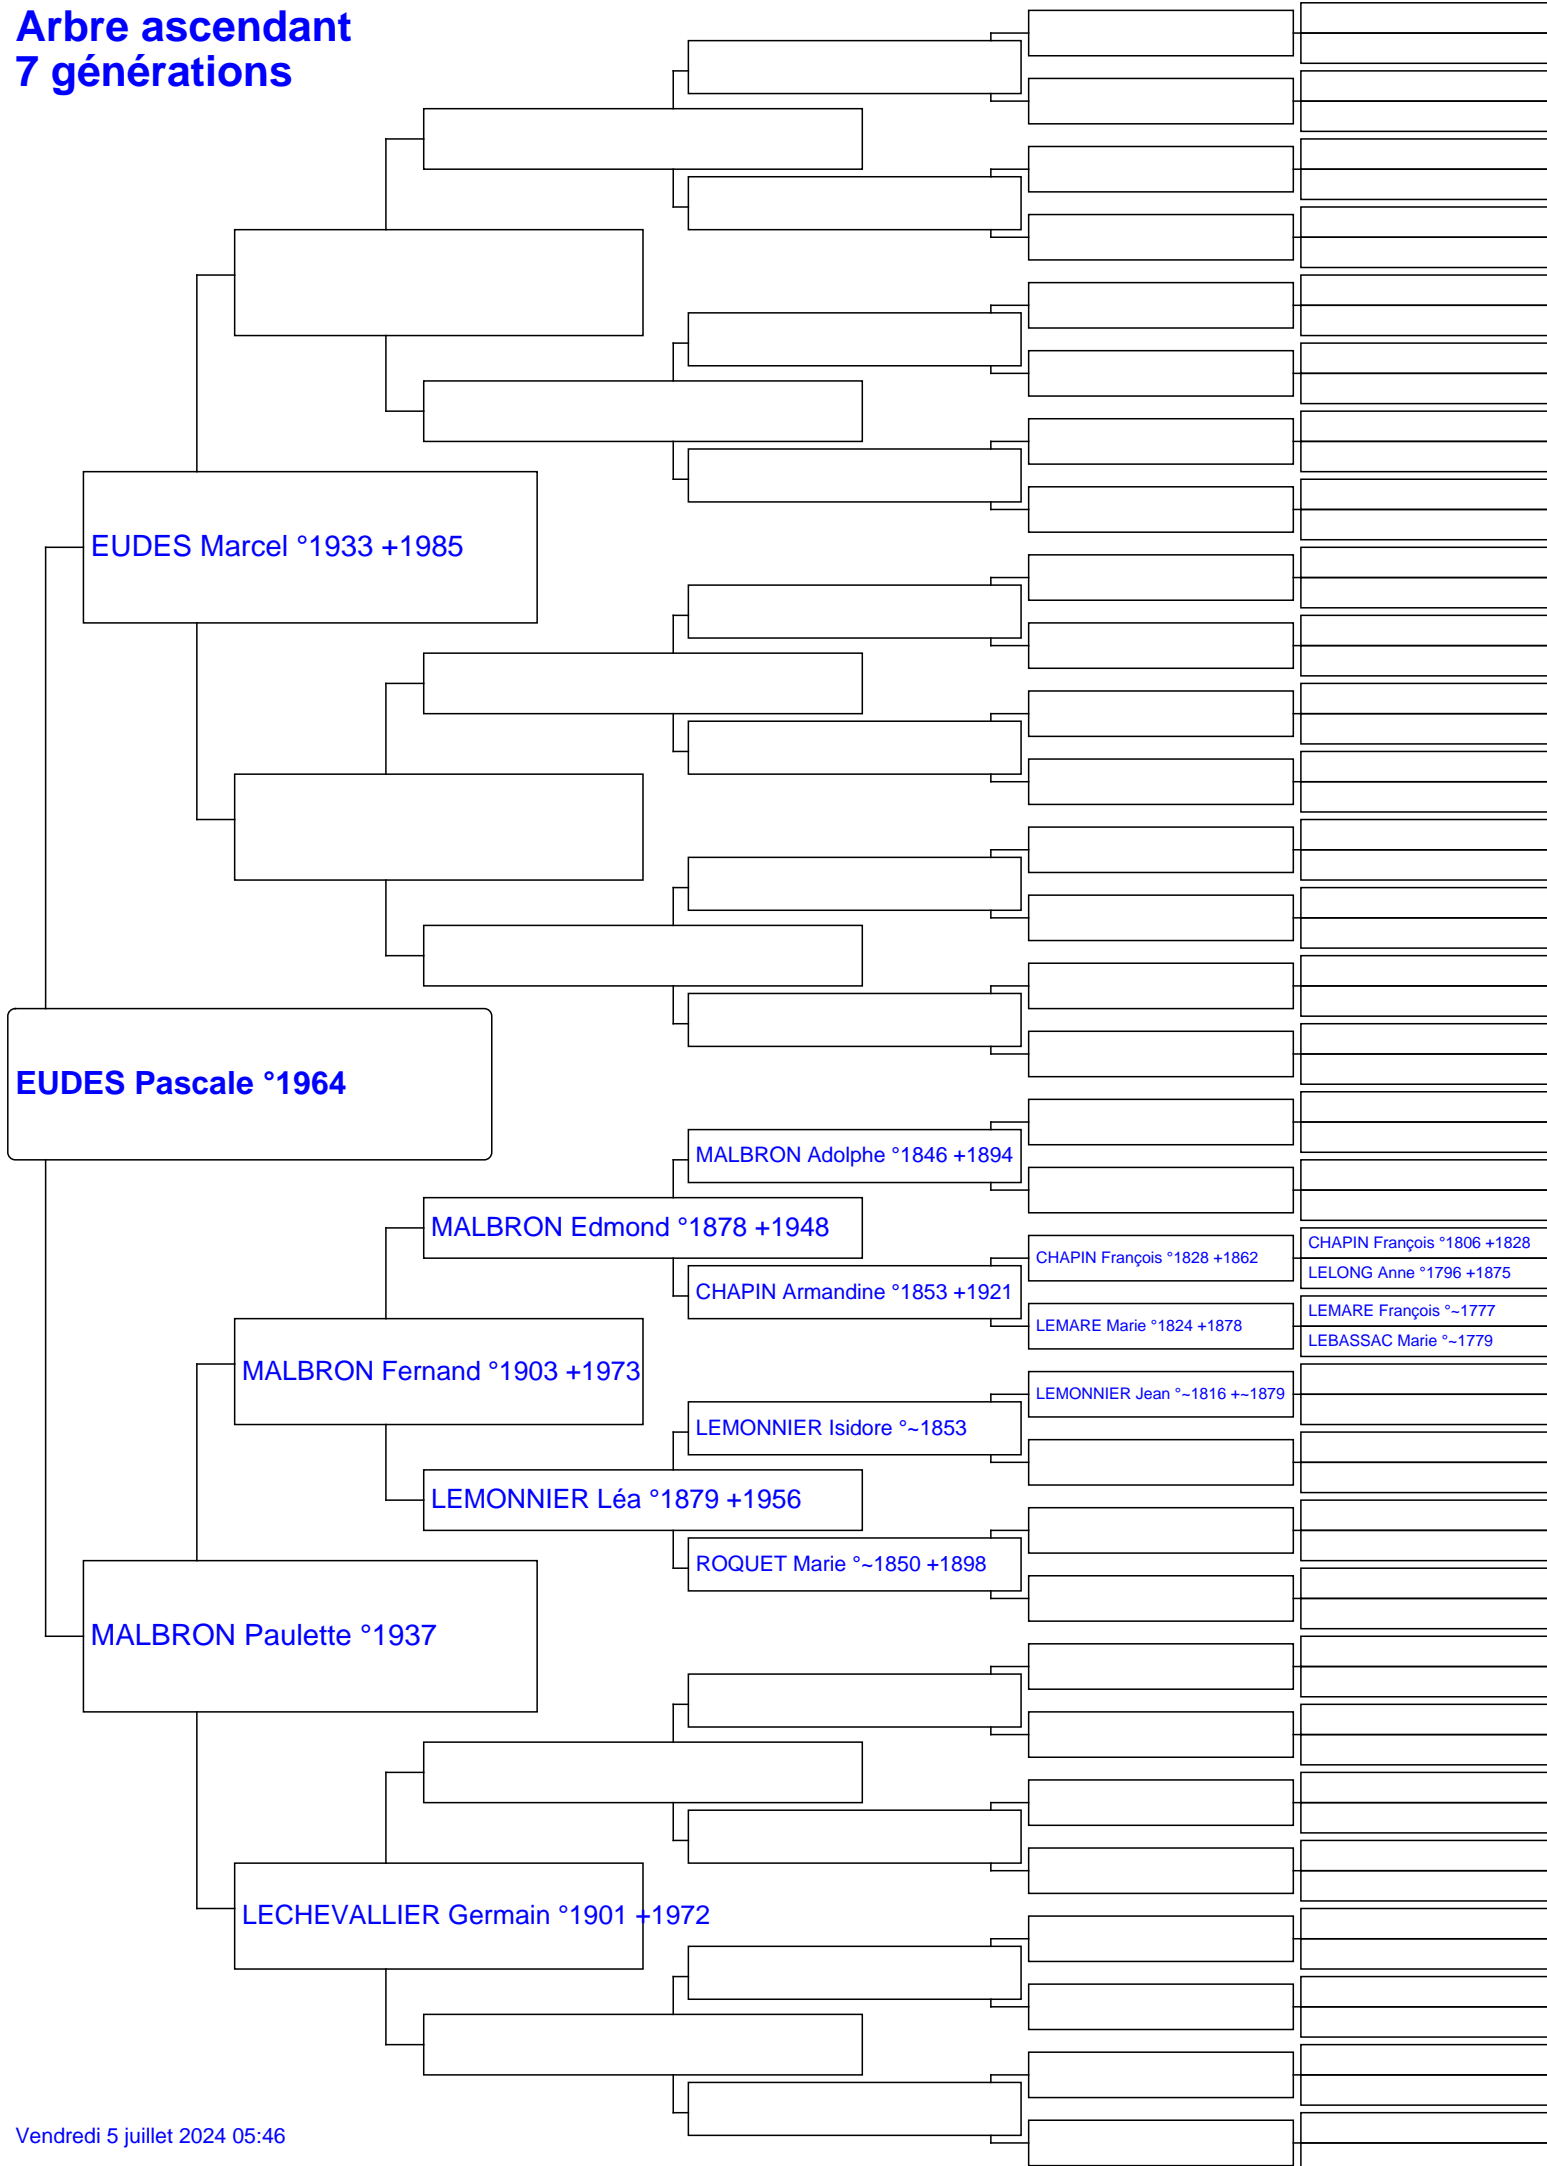 Arbre ascendant
7 générations
EUDES Marcel °1933 +1985
EUDES Pascale °1964
MALBRON Adolphe °1846 +1894
MALBRON Edmond °1878 +1948
CHAPIN François °1828 +1862
CHAPIN François °1806 +1828
LELONG Anne °1796 +1875
CHAPIN Armandine °1853 +1921
LEMARE Marie °1824 +1878
LEMARE François °~1777
LEBASSAC Marie °~1779
MALBRON Fernand °1903 +1973
LEMONNIER Jean °~1816 +~1879
LEMONNIER Isidore °~1853
LEMONNIER Léa °1879 +1956
ROQUET Marie °~1850 +1898
MALBRON Paulette °1937
LECHEVALLIER Germain °1901 +1972
Vendredi 5 juillet 2024 05:46